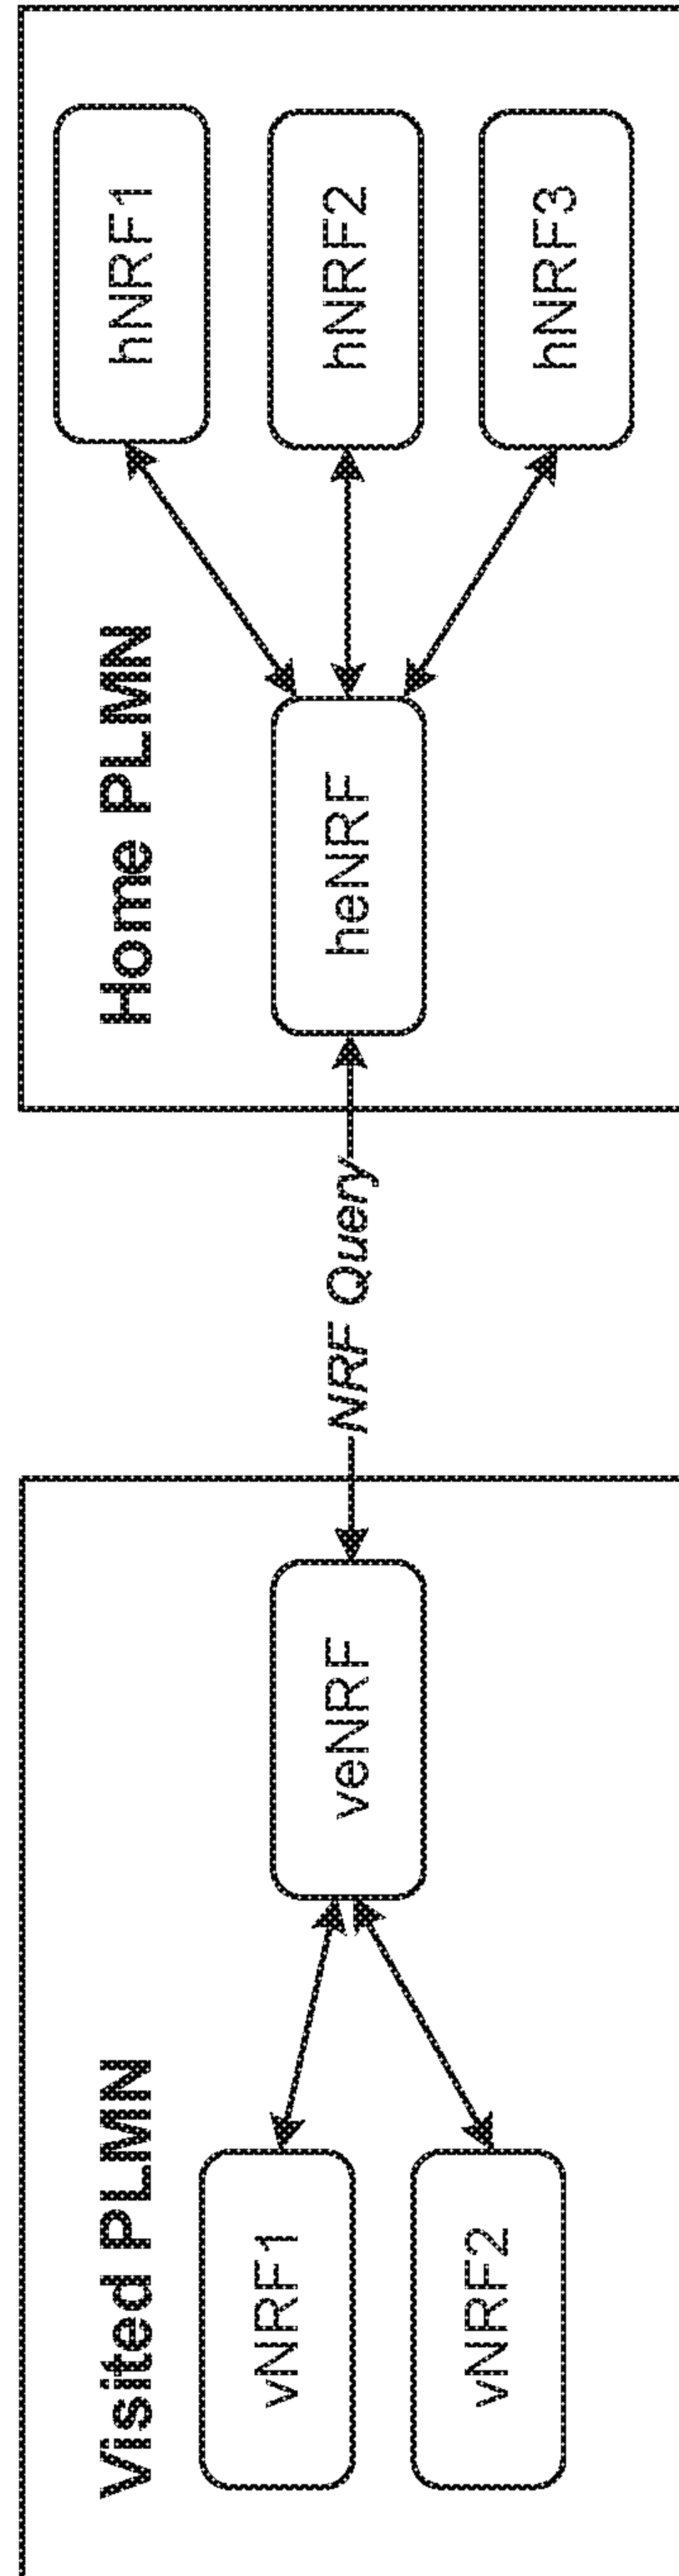 Visited PLMN
vNRF1
vNRF2
veNRF
NRF Query
Home PLMN
heNRF
hNRF1
hNRF2
hNRF3